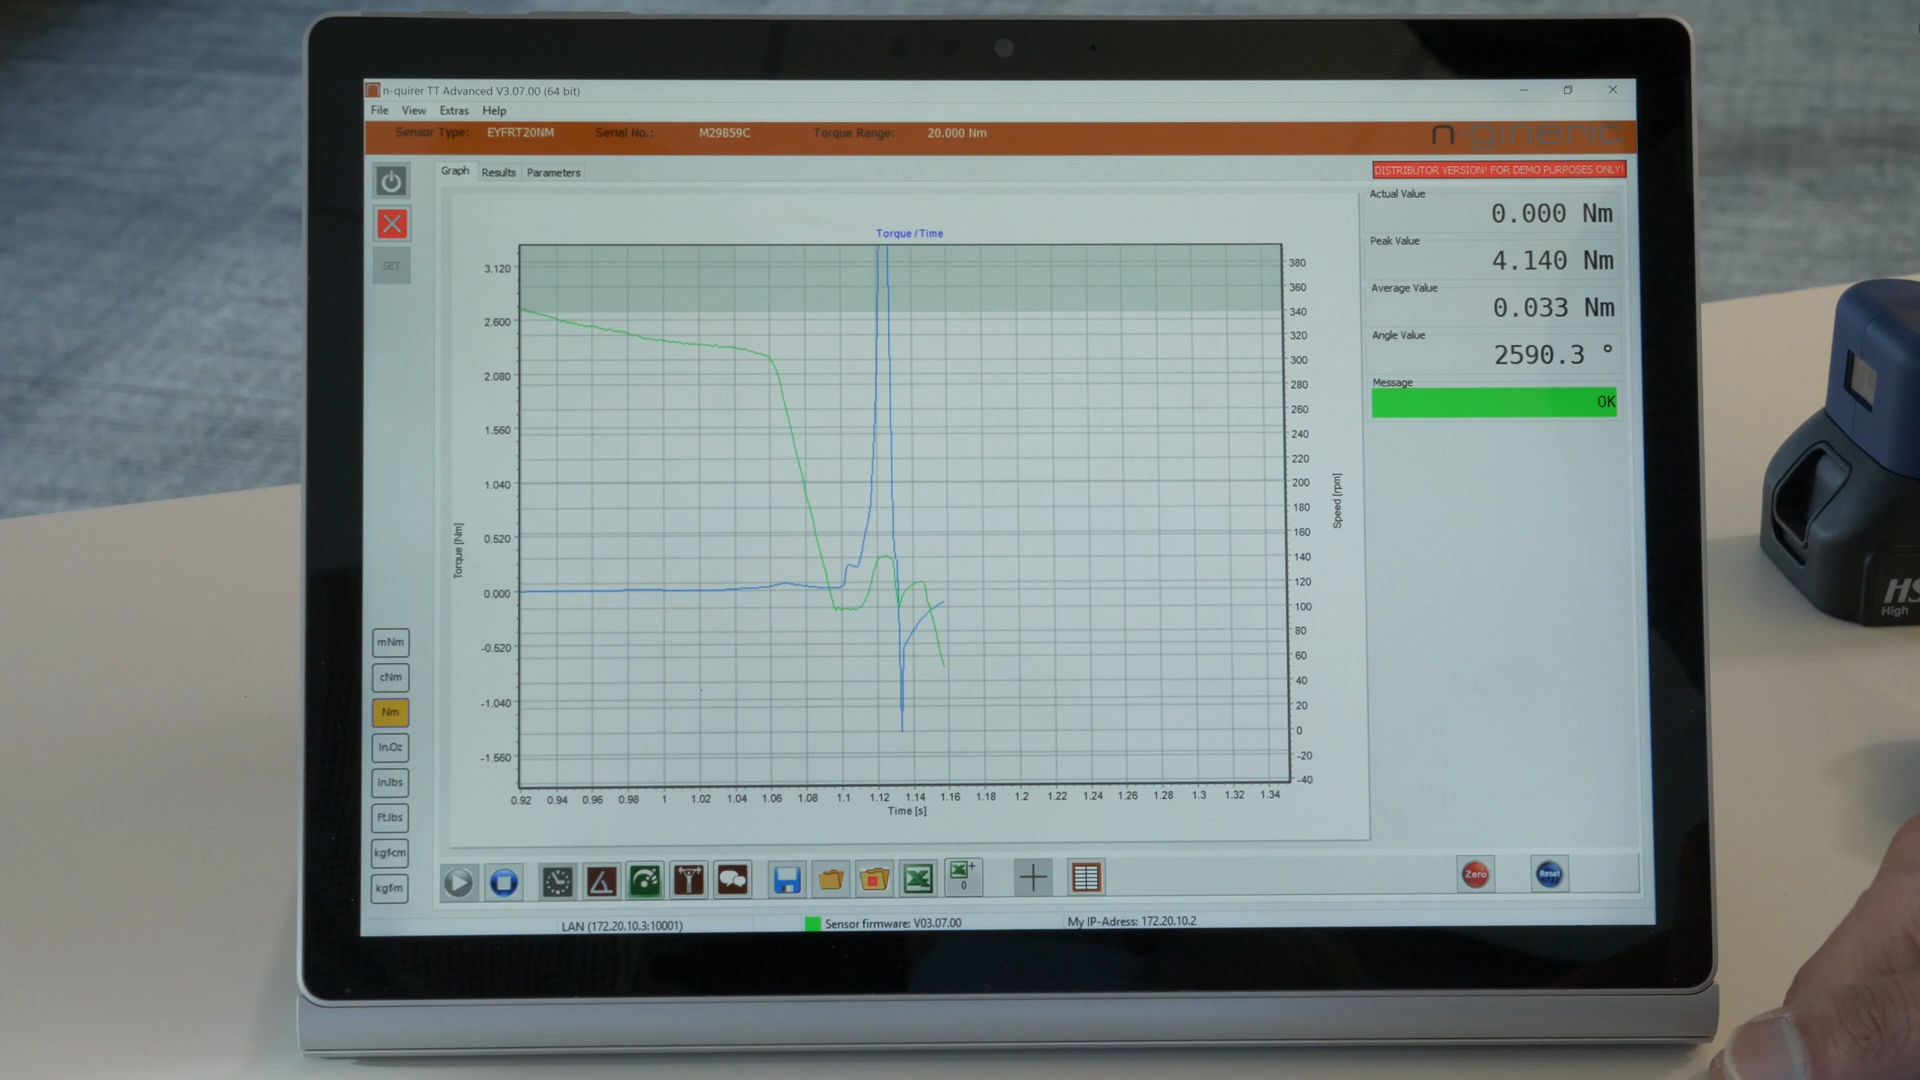 n-quirer TT Advanced V3.07.00 (64 bit)
File View Extras Help
Sensor Type: EYFRT20NM Serial No.: M29B59C Torque Range: 20.000 Nm
n-gineric
SET
Graph Results Parameters
DISTRIBUTOR VERSION! FOR DEMO PURPOSES ONLY!
Actual Value
0.000 Nm
Peak Value
4.140 Nm
Average Value
0.033 Nm
Angle Value
2590.3 °
Message
OK
Torque/Time
Torque [Nm]
3.120
2.600
2.080
1.560
1.040
0.520
0.000
-0.520
-1.040
-1.560
380
360
340
320
300
280
260
240
220
200
180
160
140
120
100
80
60
40
20
0
-20
-40
Speed [rpm]
0.92 0.94 0.96 0.98 1 1.02 1.04 1.06 1.08 1.1 1.12 1.14 1.16 1.18 1.2 1.22 1.24 1.26 1.28 1.3 1.32 1.34
Time [s]
mNm
cNm
Nm
In.Oz
In.lbs
Ft.lbs
kgf-cm
kgf-m
0
Zero
Reset
LAN (172.20.10.3:10001) Sensor firmware: V03.07.00 My IP-Adress: 172.20.10.2
HS
High